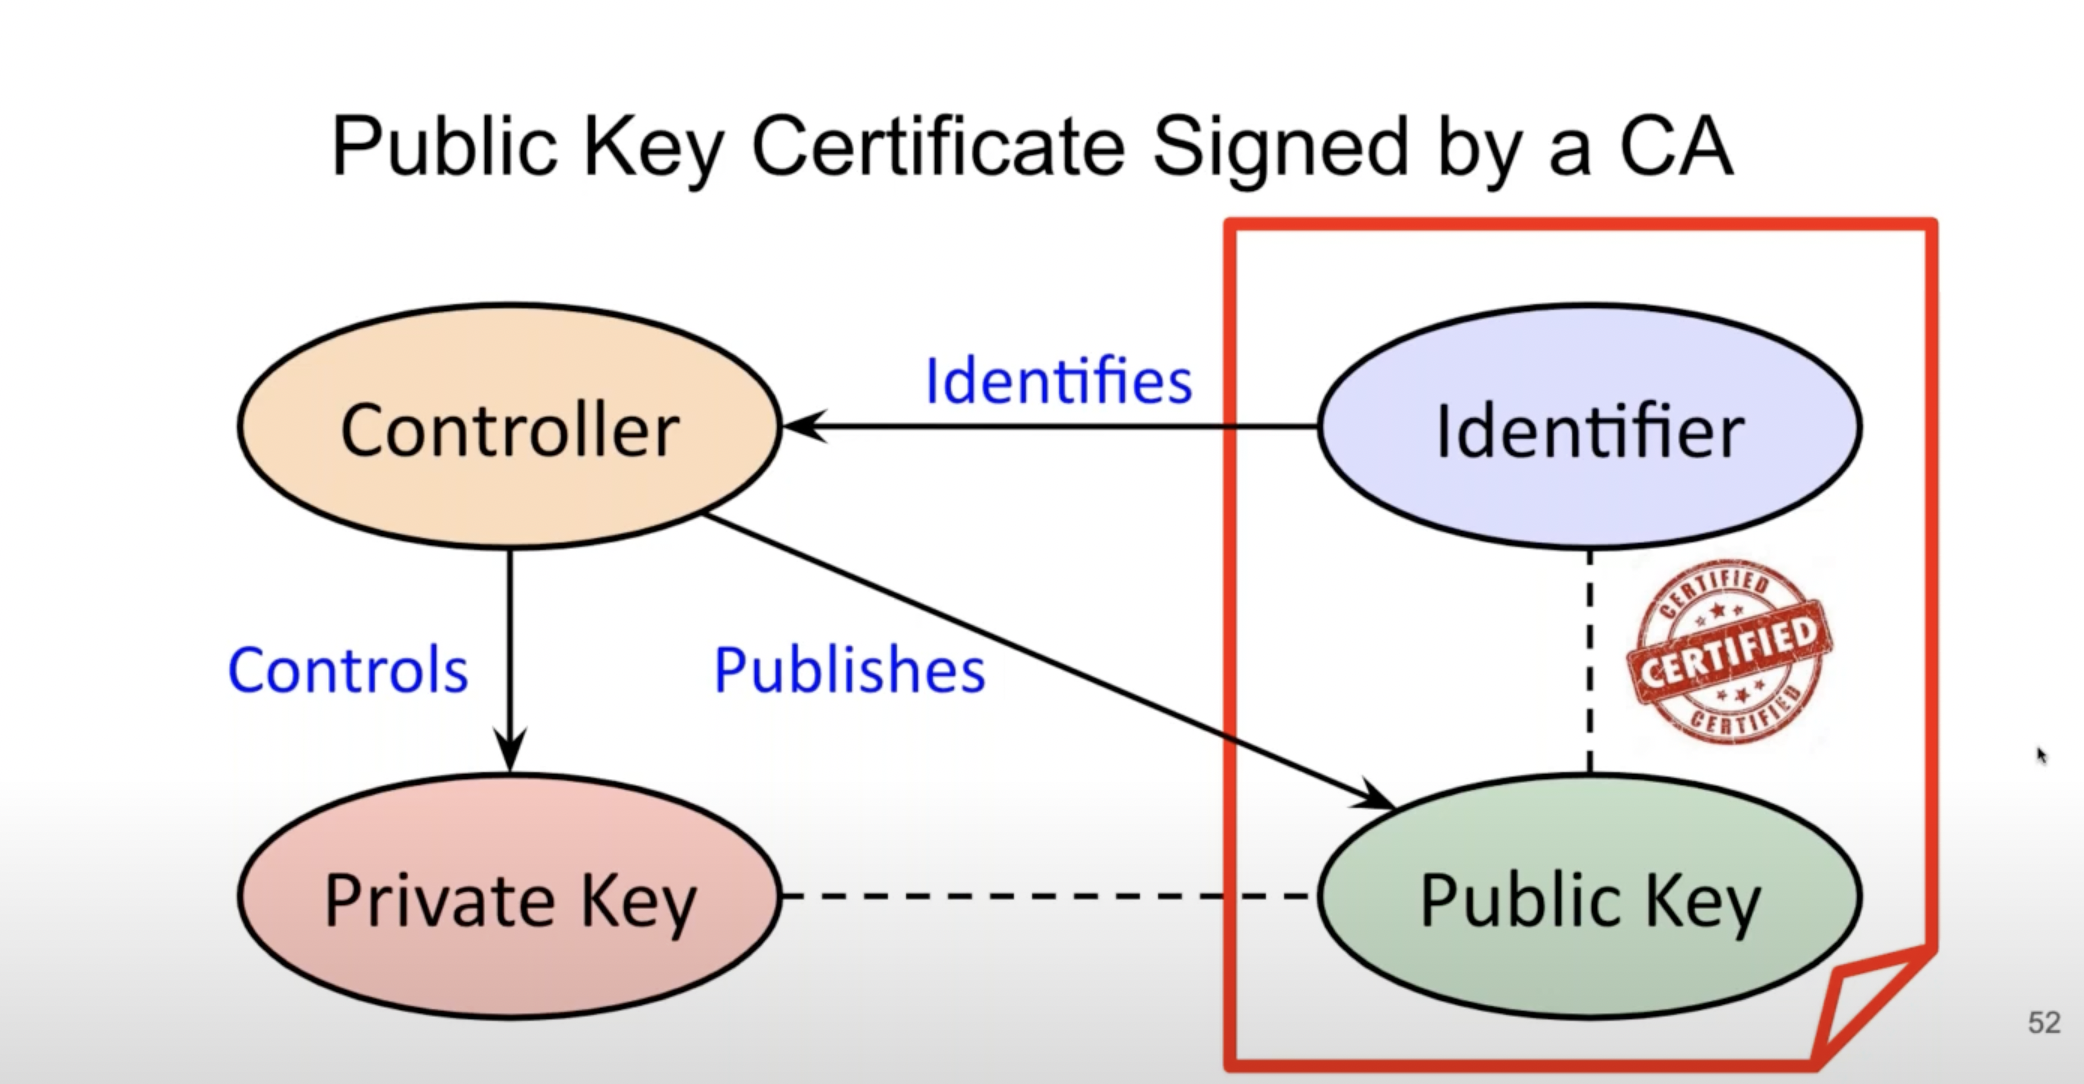 Public Key Certificate Signed by a CA
Controller
Identifies
Identifier
Controls
Publishes
CERTIFIED
CERTIFIED
CERTIFIED
Private Key
Public Key
52